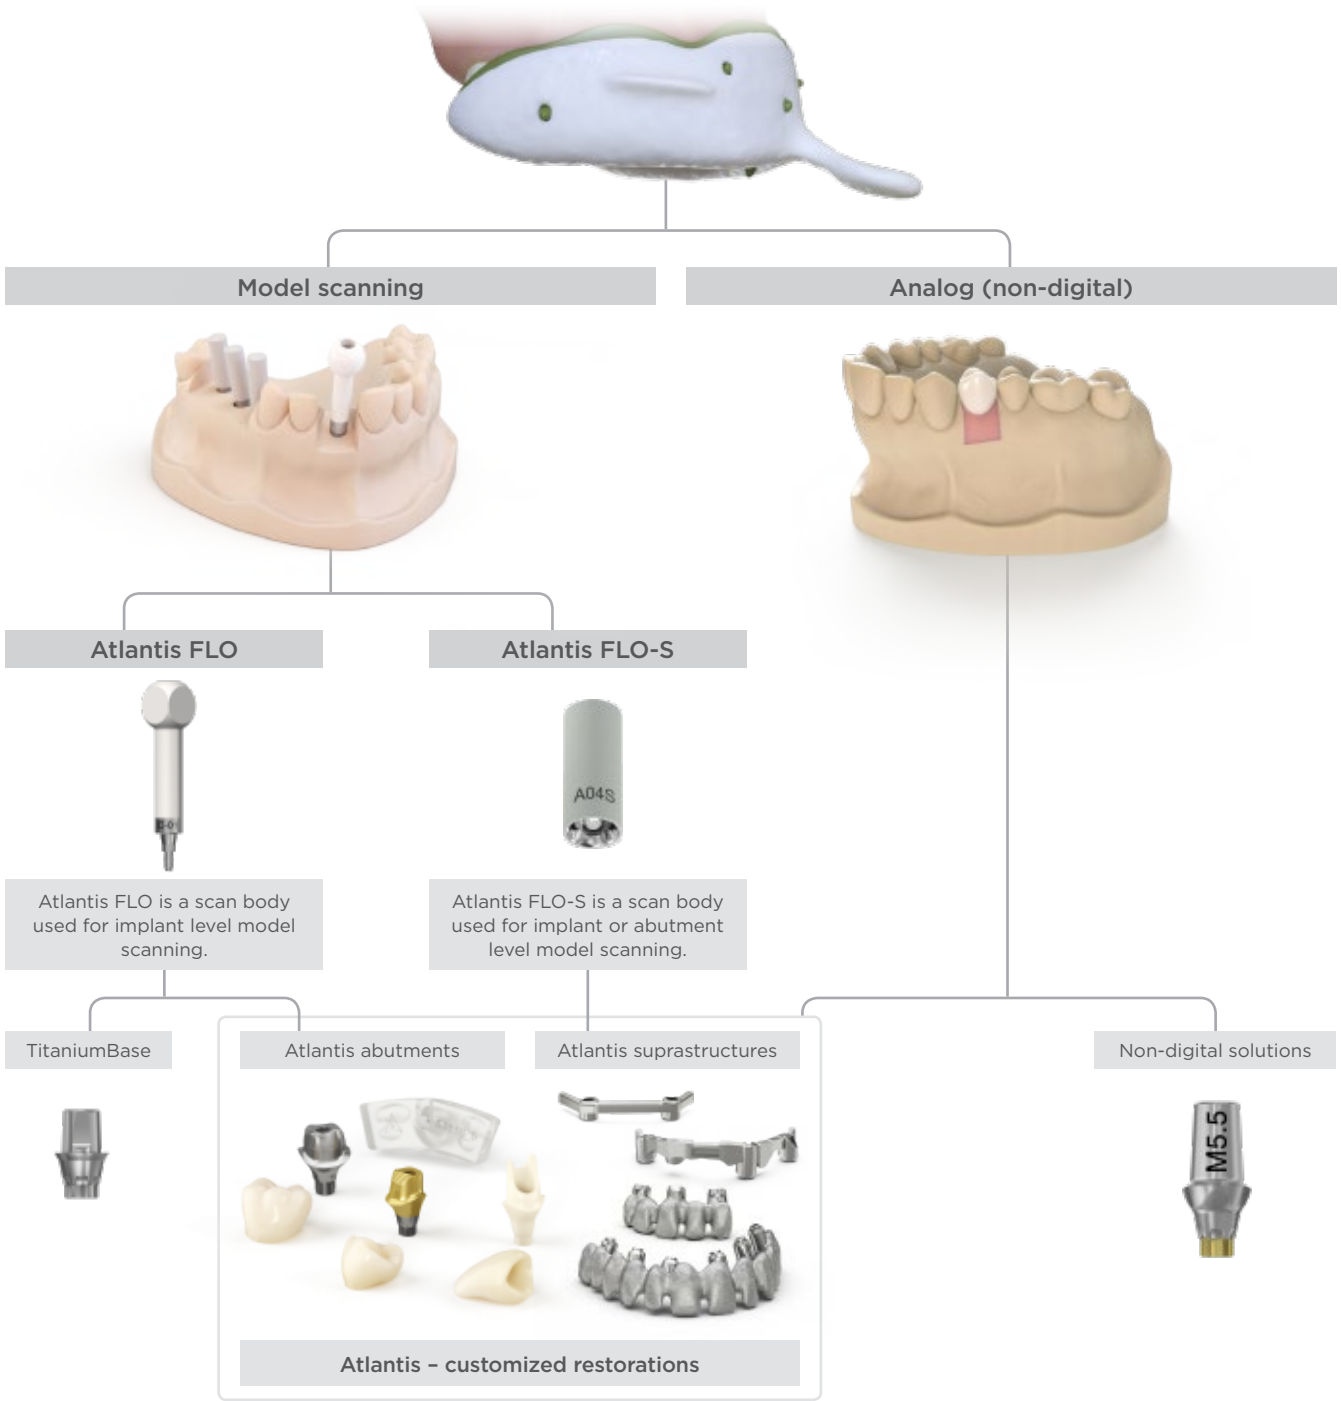 Model scanning
Analog (non-digital)
Atlantis FLO
Atlantis FLO-S
A04S
Atlantis FLO is a scan body
used for implant level model
scanning.
Atlantis FLO-S is a scan body
used for implant or abutment
level model scanning.
TitaniumBase
Atlantis abutments
Atlantis suprastructures
Non-digital solutions
M5.5
Atlantis – customized restorations